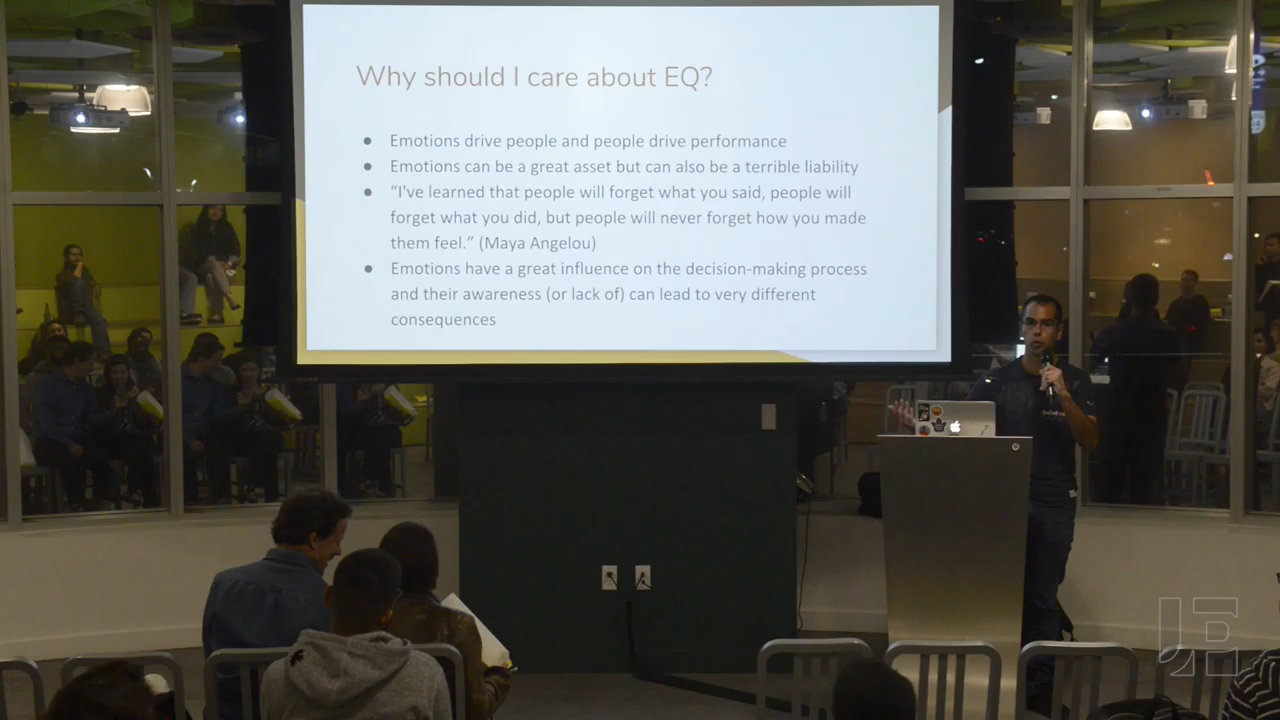 Why should I care about EQ?
● Emotions drive people and people drive performance
● Emotions can be a great asset but can also be a terrible liability
● “I've learned that people will forget what you said, people will
forget what you did, but people will never forget how you made
them feel.” (Maya Angelou)
● Emotions have a great influence on the decision-making process
and their awareness (or lack of) can lead to very different
consequences